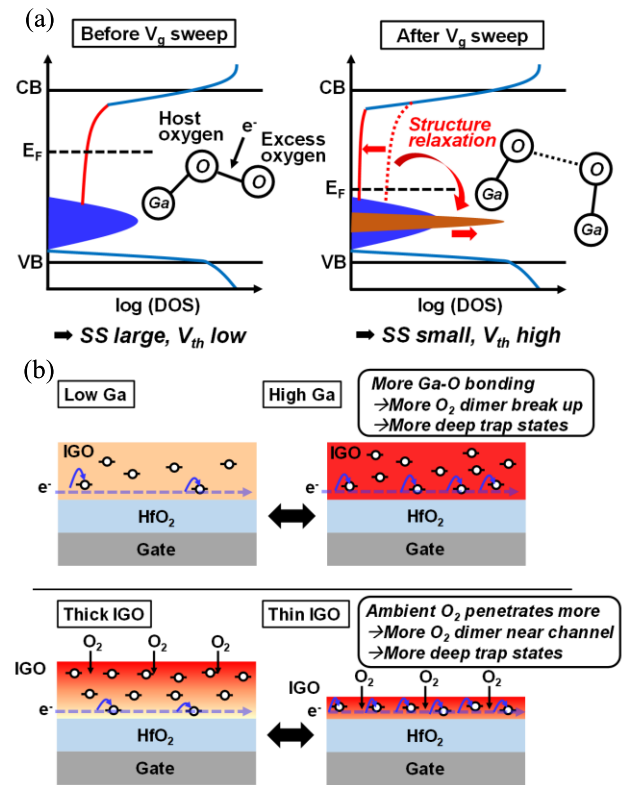 (a)
Before Vg sweep
After Vg sweep
CB
EF
VB
Host
oxygen
e-
Excess
oxygen
O
O
Ga
log (DOS)
➡ SS large, Vth low
CB
EF
VB
Structure
relaxation
O
O
Ga
Ga
log (DOS)
➡ SS small, Vth high
(b)
Low Ga
High Ga
More Ga-O bonding
→More O2 dimer break up
→More deep trap states
IGO
e-
HfO2
Gate
IGO
e-
HfO2
Gate
Thick IGO
Thin IGO
Ambient O2 penetrates more
→More O2 dimer near channel
→More deep trap states
O2 O2 O2
IGO
e-
HfO2
Gate
O2 O2 O2
IGO
e-
HfO2
Gate